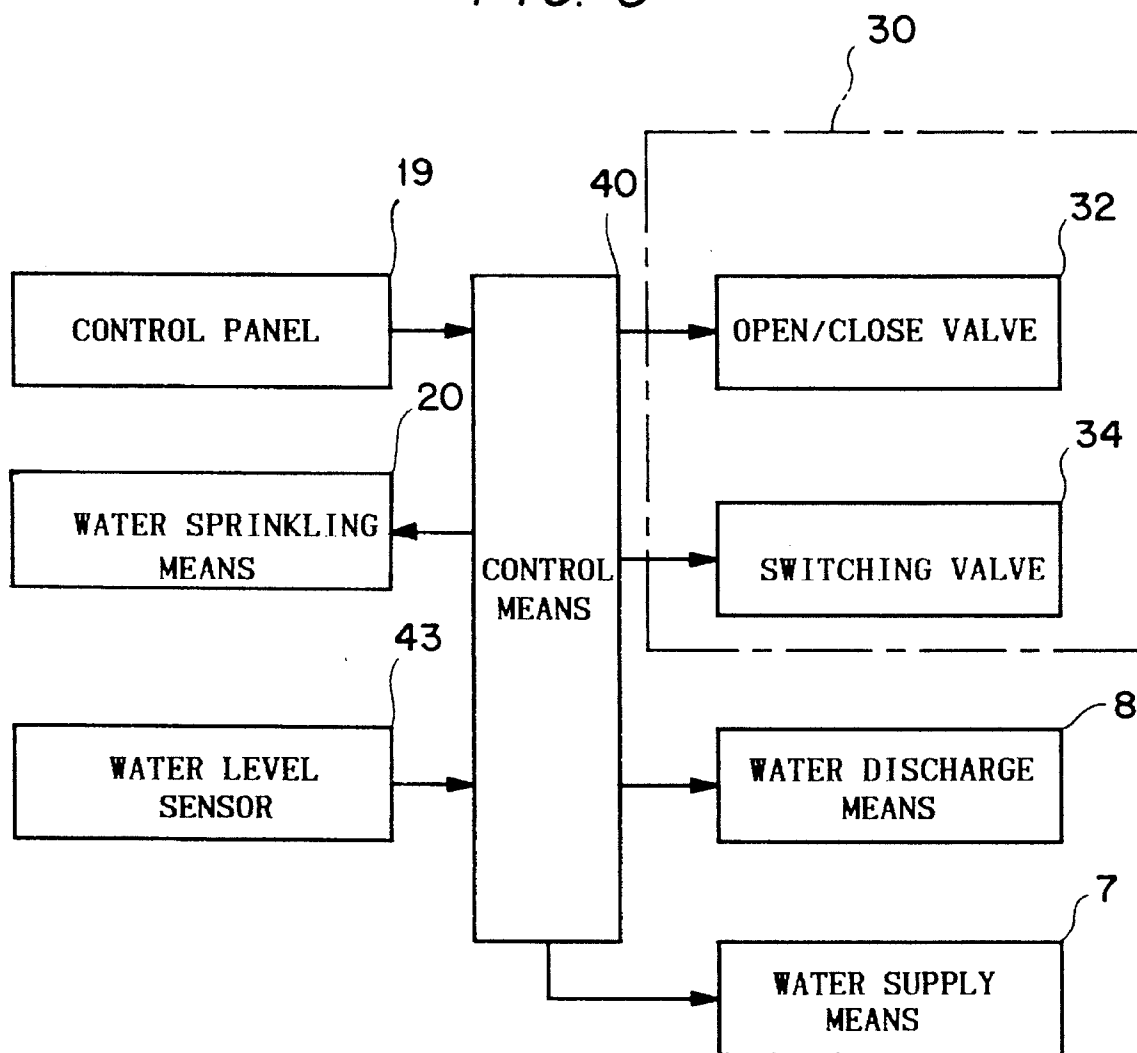 30
19
40
32
CONTROL PANEL
OPEN/CLOSE VALVE
20
34
WATER SPRINKLING
MEANS
CONTROL
MEANS
SWITCHING VALVE
43
8
WATER LEVEL
SENSOR
WATER DISCHARGE
MEANS
7
WATER SUPPLY
MEANS